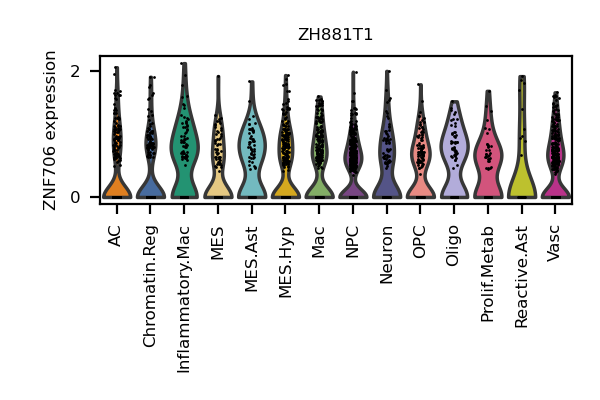 ZH881T1
ZNF706 expression
2
0
AC
Chromatin.Reg
Inflammatory.Mac
MES
MES.Ast
MES.Hyp
Mac
NPC
Neuron
OPC
Oligo
Prolif.Metab
Reactive.Ast
Vasc